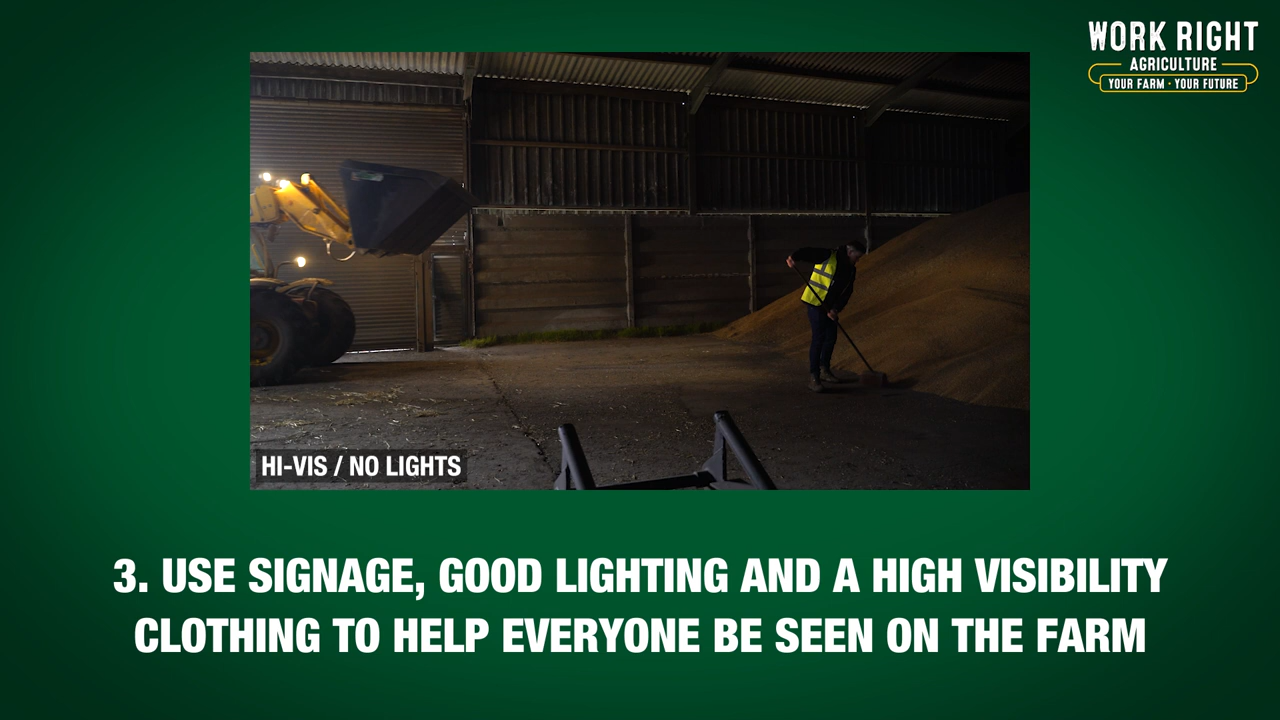 WORK RIGHT
AGRICULTURE
YOUR FARM · YOUR FUTURE
HI-VIS / NO LIGHTS
3. USE SIGNAGE, GOOD LIGHTING AND A HIGH VISIBILITY
CLOTHING TO HELP EVERYONE BE SEEN ON THE FARM